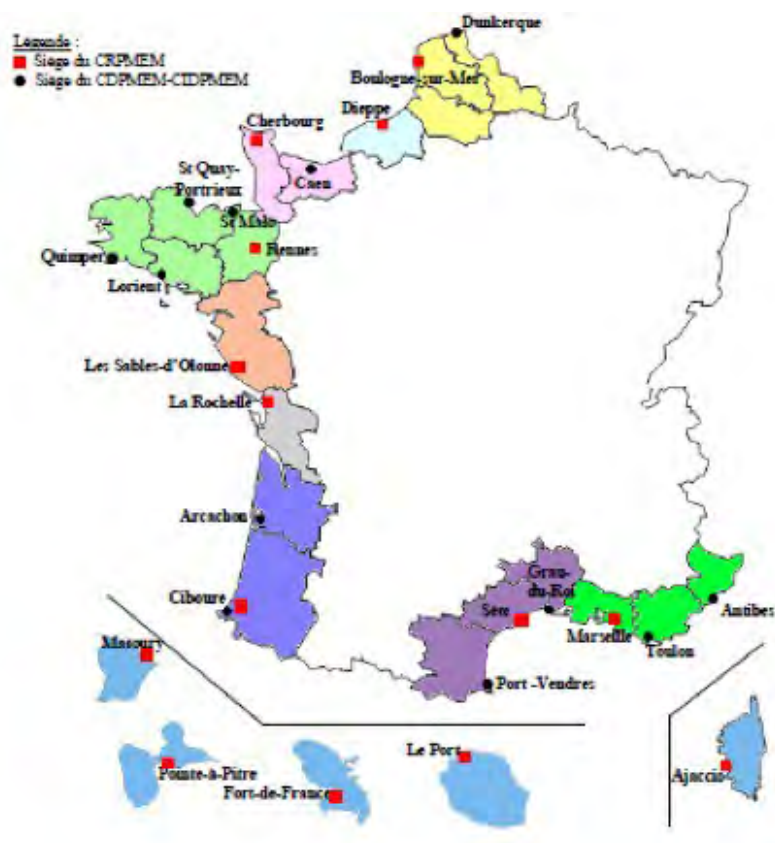 Légende :
Siège du CRPMEM
Siège du CDPMEM-CIDPMEM
Dunkerque
Boulogne-sur-Mer
Dieppe
Cherbourg
Caen
St Quay-
Portrieux
St Malo
Rennes
Quimper
Lorient
Les Sables-d"Olonne
La Rochelle
Arcachon
Ciboure
Grau-
du-Roi
Sète
Marseille
Antibes
Toulon
Port -Vendres
Matoury
Pointe-à-Pitre
Fort-de-France
Le Port
Ajaccio